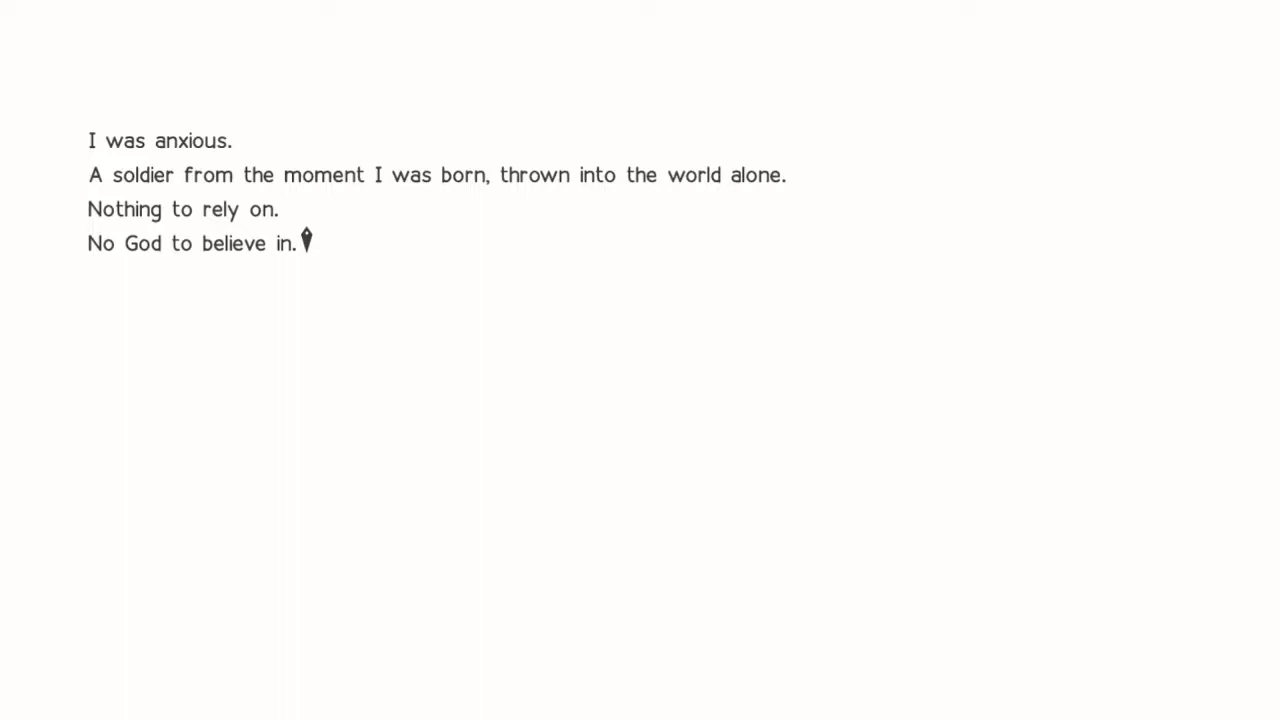 I was anxious.
A soldier from the moment I was born, thrown into the world alone.
Nothing to rely on.
No God to believe in.